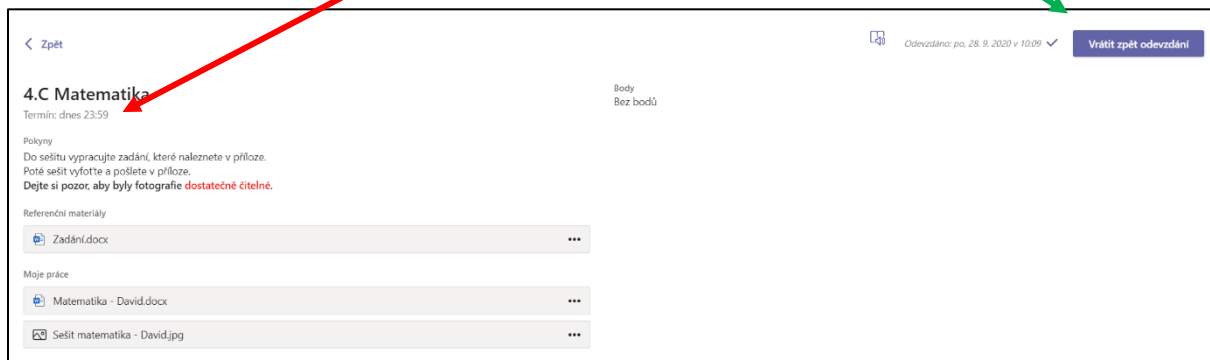 Zpět
Odevzdáno: po, 28. 9. 2020 v 10:09
Vrátit zpět odevzdání
4.C Matematika
Termín: dnes 23:59
Body
Bez bodů
Pokyny
Do sešitu vypracujte zadání, které naleznete v příloze.
Poté sešit vyfoťte a pošlete v příloze.
Dejte si pozor, aby byly fotografie dostatečně čitelné.
Referenční materiály
Zadání.docx
Moje práce
Matematika - David.docx
Sešit matematika - David.jpg